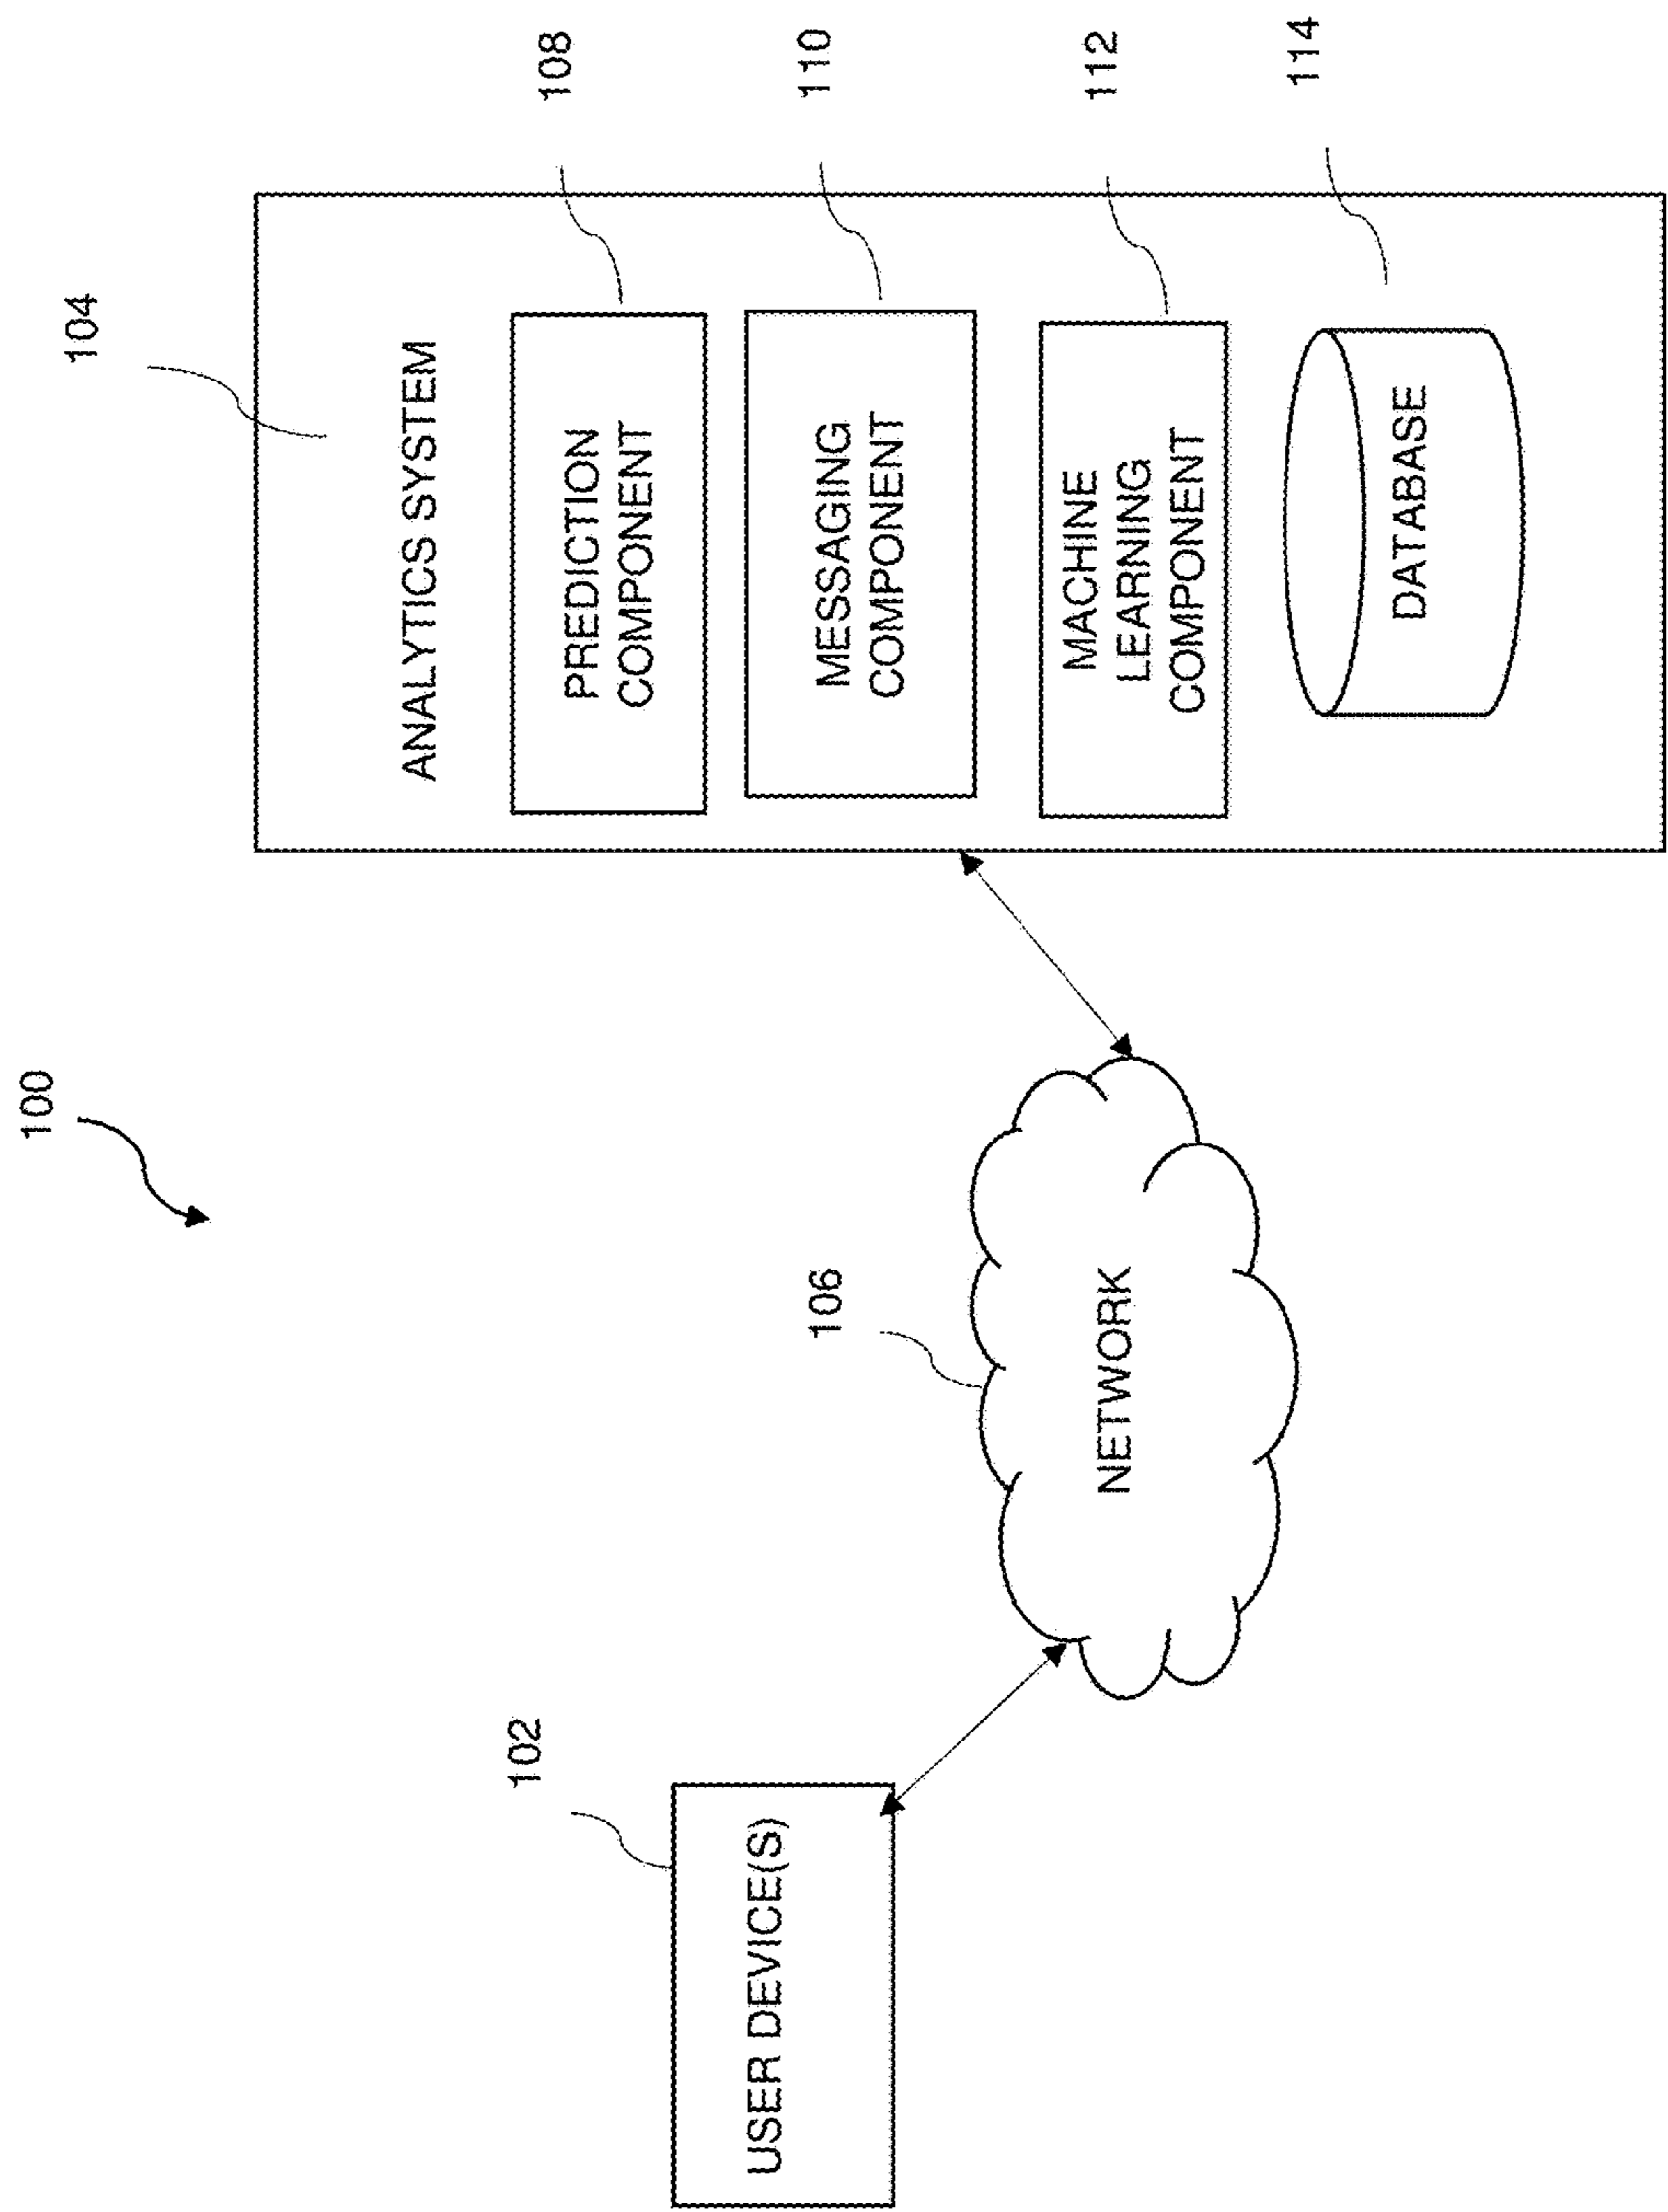 100
104
ANALYTICS SYSTEM
108
PREDICTION
COMPONENT
110
MESSAGING
COMPONENT
112
MACHINE
LEARNING
COMPONENT
114
DATABASE
102
USER DEVICE(S)
106
NETWORK